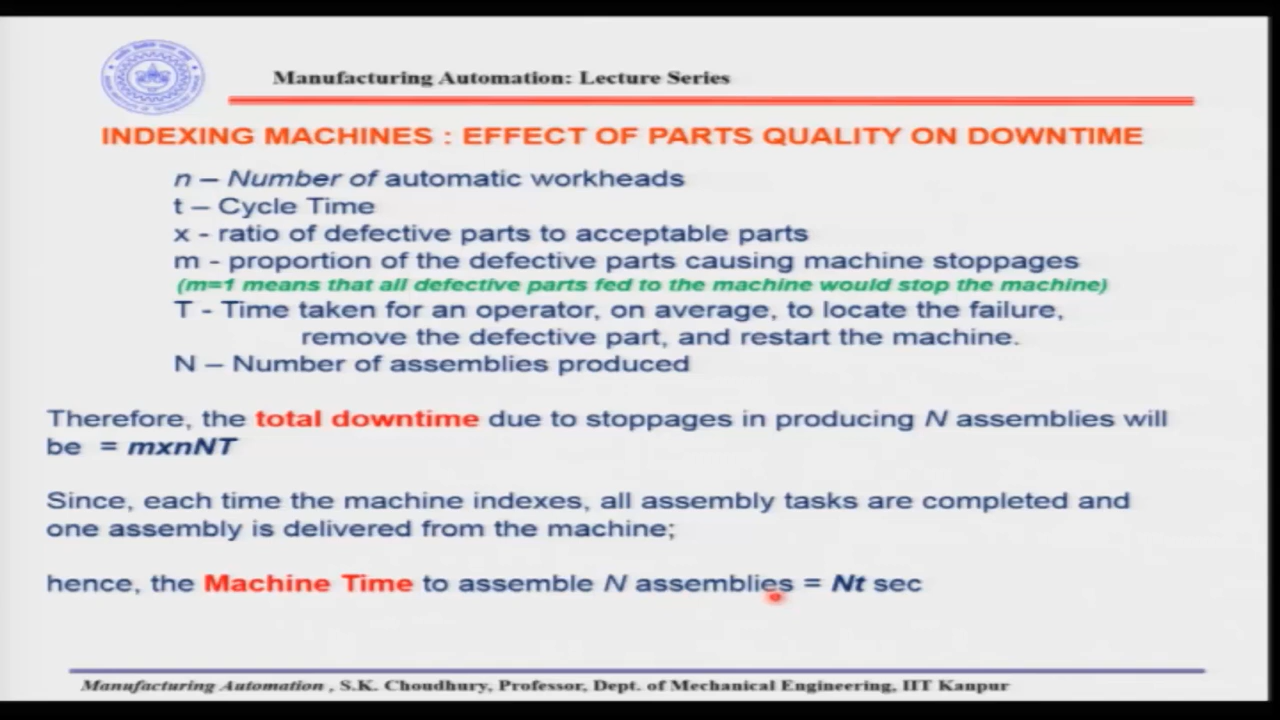 Manufacturing Automation: Lecture Series
INDEXING MACHINES : EFFECT OF PARTS QUALITY ON DOWNTIME
n – Number of automatic workheads
t – Cycle Time
x - ratio of defective parts to acceptable parts
m - proportion of the defective parts causing machine stoppages
(m=1 means that all defective parts fed to the machine would stop the machine)
T - Time taken for an operator, on average, to locate the failure,
remove the defective part, and restart the machine.
N – Number of assemblies produced
Therefore, the total downtime due to stoppages in producing N assemblies will
be = mxnNT
Since, each time the machine indexes, all assembly tasks are completed and
one assembly is delivered from the machine;
hence, the Machine Time to assemble N assemblies = Nt sec
Manufacturing Automation , S.K. Choudhury, Professor, Dept. of Mechanical Engineering, IIT Kanpur